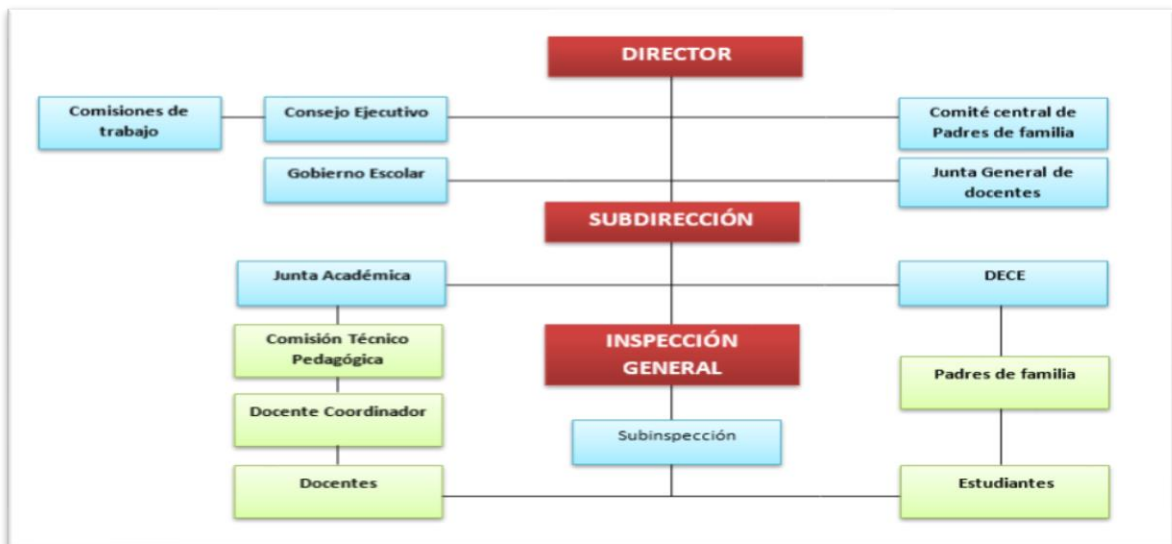 DIRECTOR
Comisiones de
trabajo
Consejo Ejecutivo
Comité central de
Padres de familia
Gobierno Escolar
Junta General de
docentes
SUBDIRECCIÓN
Junta Académica
DECE
Comisión Técnico
Pedagógica
INSPECCIÓN
GENERAL
Padres de familia
Docente Coordinador
Subinspección
Docentes
Estudiantes